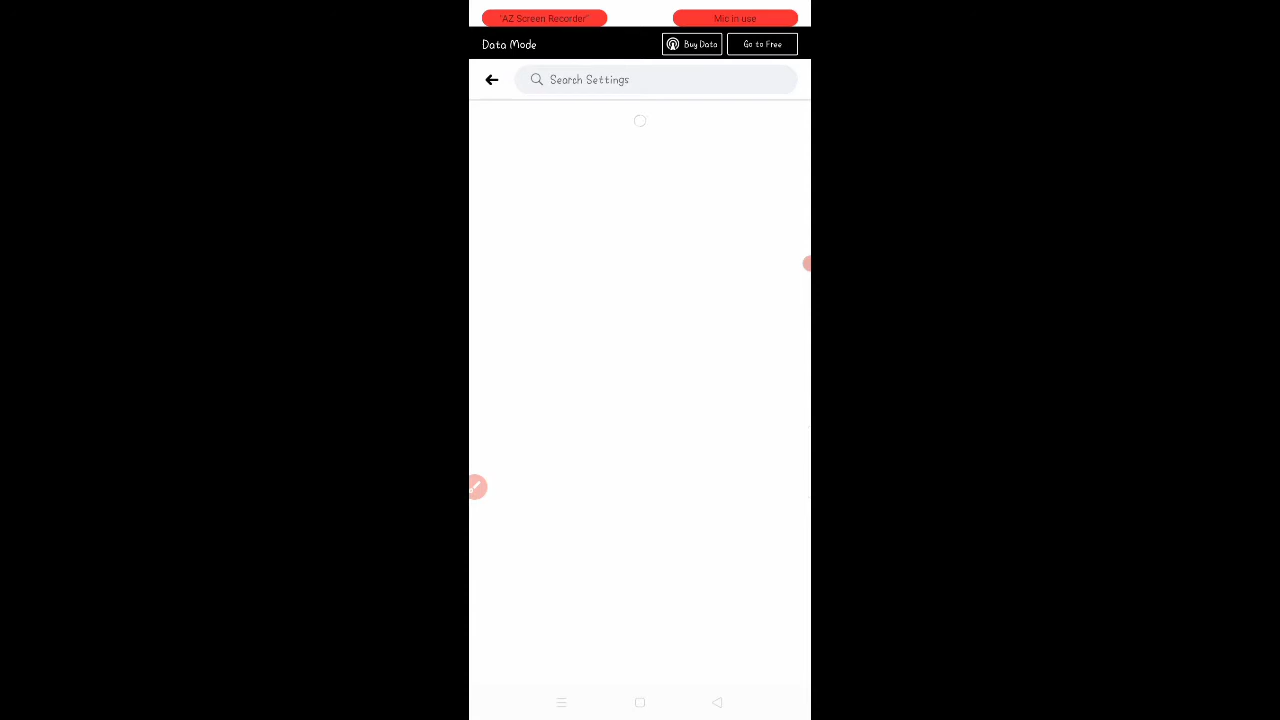 "AZ Screen Recorder"
Mic in use
Data Mode
Buy Data
Go to Free
Search Settings